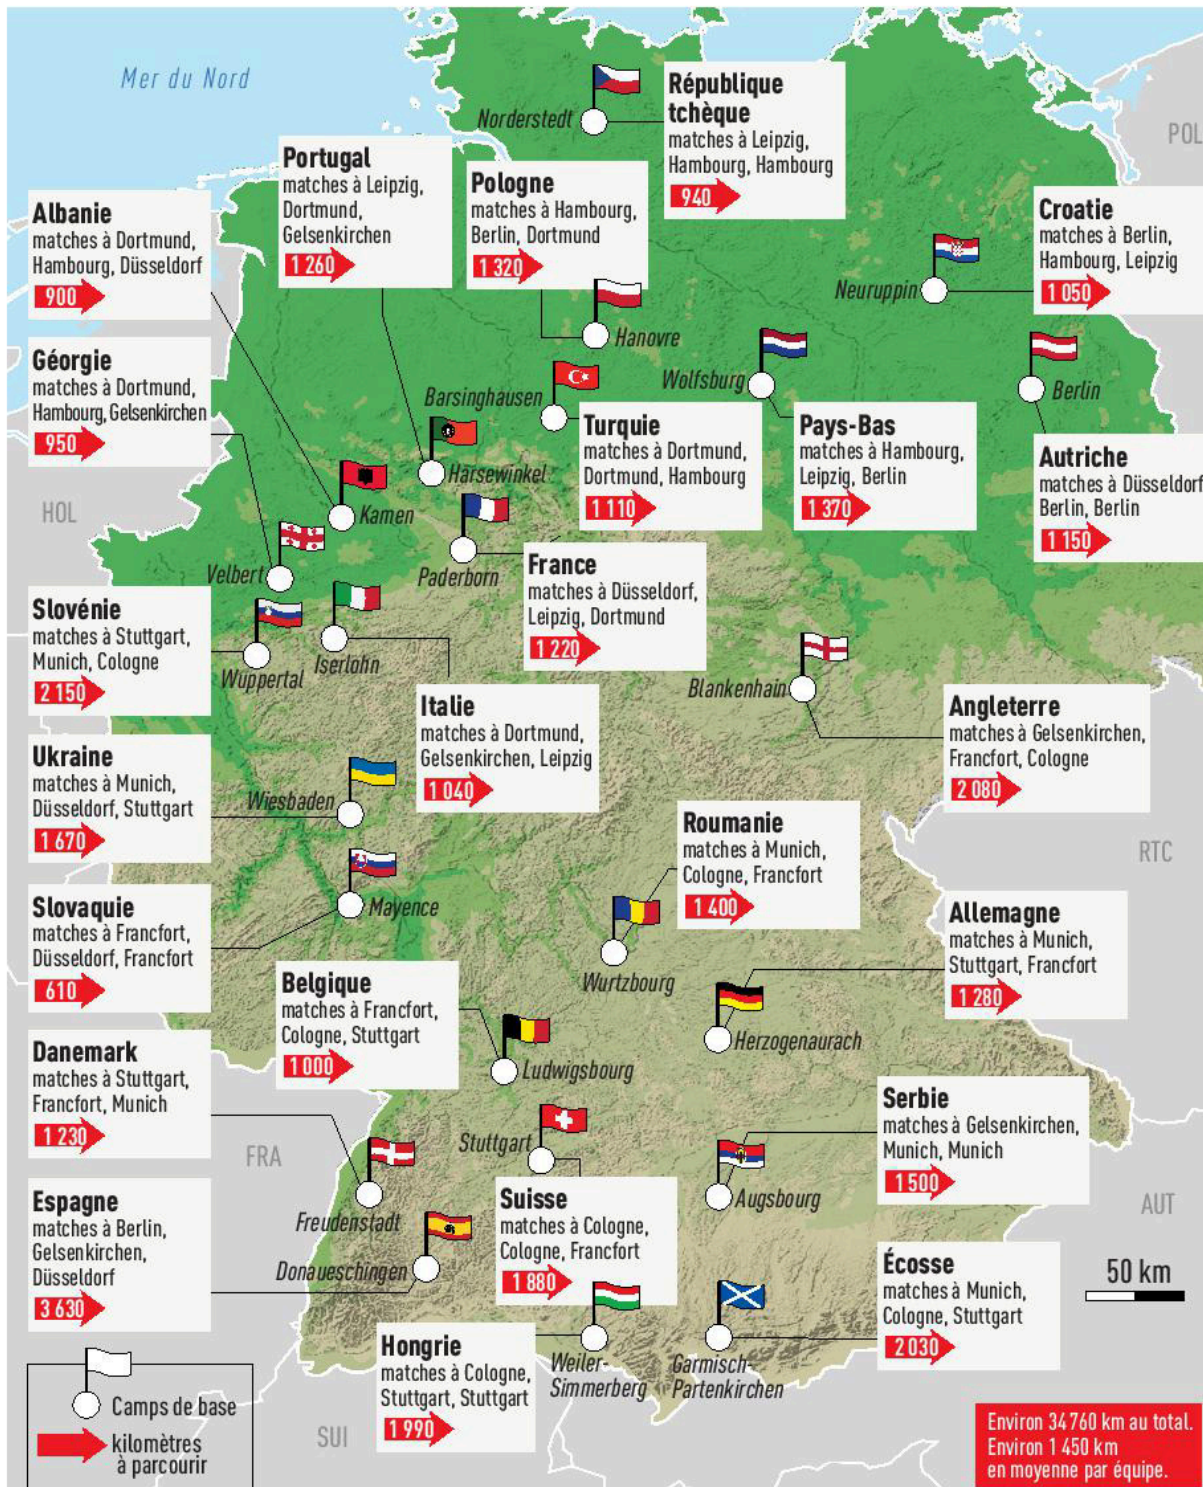 Mer du Nord
POL
Norderstedt
République
tchèque
matches à Leipzig,
Hambourg, Hambourg
940
Portugal
matches à Leipzig,
Dortmund,
Gelsenkirchen
1 260
Pologne
matches à Hambourg,
Berlin, Dortmund
1 320
Albanie
matches à Dortmund,
Hambourg, Düsseldorf
900
Croatie
matches à Berlin,
Hambourg, Leipzig
1 050
Neuruppin
Hanovre
Géorgie
matches à Dortmund,
Hambourg, Gelsenkirchen
950
Barsinghausen
Wolfsburg
Berlin
Turquie
matches à Dortmund,
Dortmund, Hambourg
1 110
Pays-Bas
matches à Hambourg,
Leipzig, Berlin
1 370
Autriche
matches à Düsseldorf
Berlin, Berlin
1 150
Harsewinkel
HOL
Kamen
Velbert
Paderborn
France
matches à Düsseldorf,
Leipzig, Dortmund
1 220
Slovénie
matches à Stuttgart,
Munich, Cologne
2 150
Wuppertal
Iserlohn
Blankenhain
Italie
matches à Dortmund,
Gelsenkirchen, Leipzig
1 040
Angleterre
matches à Gelsenkirchen,
Francfort, Cologne
2 080
Ukraine
matches à Munich,
Düsseldorf, Stuttgart
1 670
Wiesbaden
Roumanie
matches à Munich,
Cologne, Francfort
1 400
RTC
Slovaquie
matches à Francfort,
Düsseldorf, Francfort
610
Mayence
Allemagne
matches à Munich,
Stuttgart, Francfort
1 280
Wurtzbourg
Belgique
matches à Francfort,
Cologne, Stuttgart
1 000
Herzogenaurach
Ludwigsbourg
Danemark
matches à Stuttgart,
Francfort, Munich
1 230
Serbie
matches à Gelsenkirchen,
Munich, Munich
1 500
FRA
Stuttgart
Augsbourg
AUT
Freudenstadt
Espagne
matches à Berlin,
Gelsenkirchen,
Düsseldorf
3 630
Suisse
matches à Cologne,
Cologne, Francfort
1 880
Donaueschingen
Écosse
matches à Munich,
Cologne, Stuttgart
2 030
50 km
Hongrie
matches à Cologne,
Stuttgart, Stuttgart
1 990
Weiler-
Simmerberg
Garmisch-
Partenkirchen
Camps de base
kilomètres
à parcourir
SUI
Environ 34 760 km au total.
Environ 1 450 km
en moyenne par équipe.